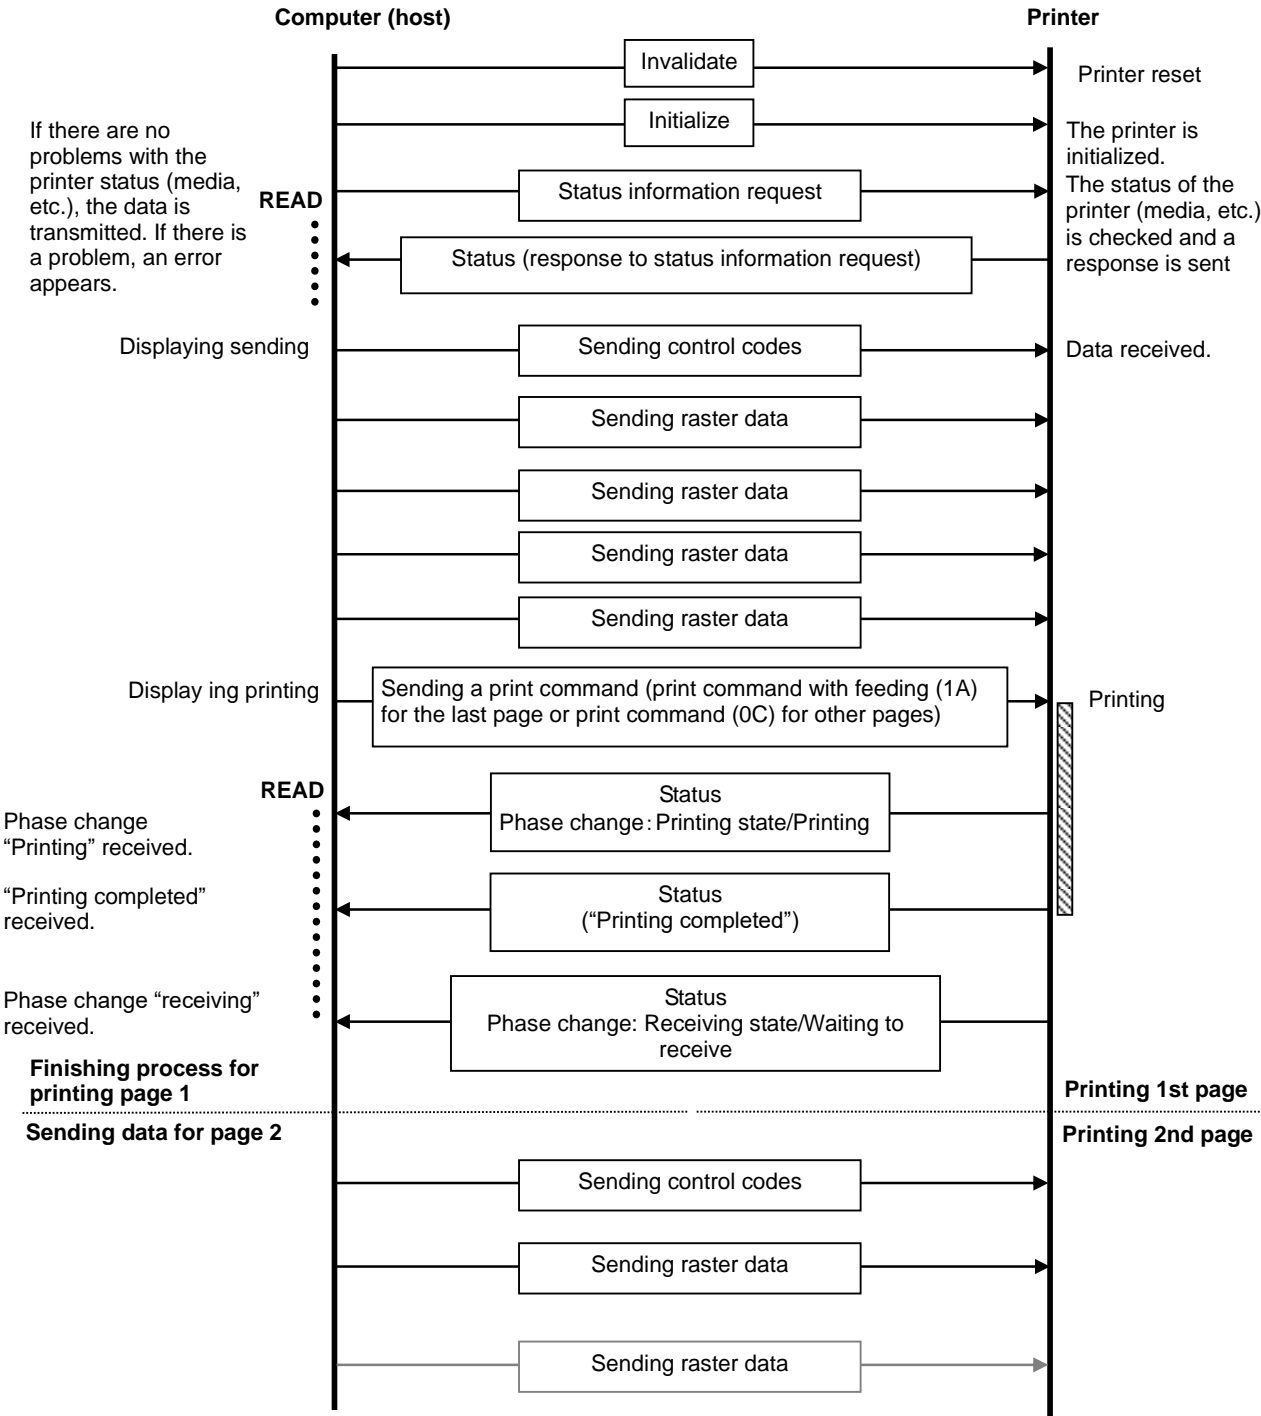 Computer (host)
Printer
Invalidate
Printer reset
Initialize
If there are no
problems with the
printer status (media,
etc.), the data is
transmitted. If there is
a problem, an error
appears.
The printer is
initialized.
The status of the
printer (media, etc.)
is checked and a
response is sent
READ
Status information request
Status (response to status information request)
Displaying sending
Sending control codes
Data received.
Sending raster data
Sending raster data
Sending raster data
Sending raster data
Display ing printing
Sending a print command (print command with feeding (1A)
for the last page or print command (0C) for other pages)
Printing
READ
Status
Phase change：Printing state/Printing
Phase change
“Printing” received.
“Printing completed”
received.
Status
(“Printing completed”)
Phase change “receiving”
received.
Status
Phase change: Receiving state/Waiting to
receive
Finishing process for
printing page 1
Printing 1st page
Sending data for page 2
Printing 2nd page
Sending control codes
Sending raster data
Sending raster data